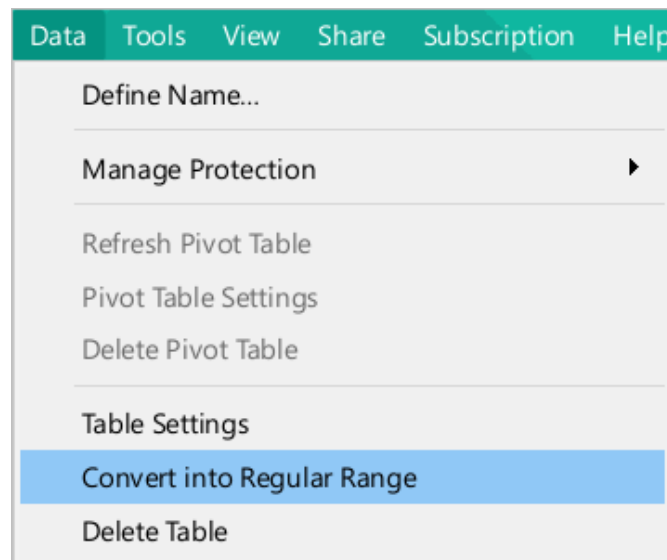 Data Tools View Share Subscription Help
Define Name...
Manage Protection
Refresh Pivot Table
Pivot Table Settings
Delete Pivot Table
Table Settings
Convert into Regular Range
Delete Table